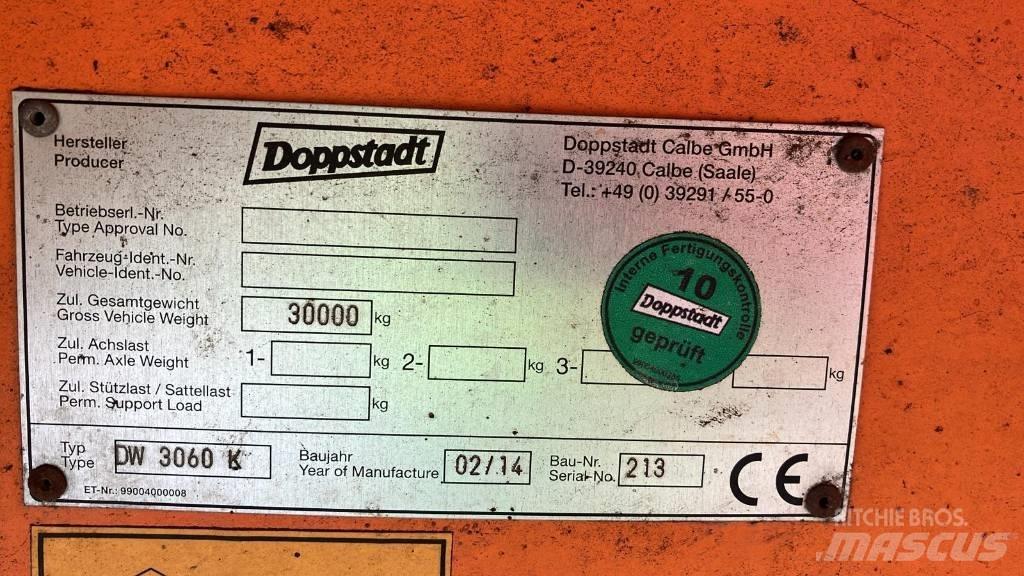 Hersteller
Producer
Doppstadt
Doppstadt Calbe GmbH
D-39240 Calbe (Saale)
Tel.: +49 (0) 39291 / 55-0
Betriebserl.-Nr.
Type Approval No.
Fahrzeug-Ident.-Nr.
Vehicle-Ident.-No.
Zul. Gesamtgewicht
Gross Vehicle Weight
30000 kg
Interne Fertigungskontrolle
10
Doppstadt
geprüft
Zul. Achslast
Perm. Axle Weight
1- kg 2- kg 3- kg
Zul. Stützlast / Sattellast
Perm. Support Load
kg
Typ
Type
DW 3060 K
Baujahr
Year of Manufacture
02/14
Bau-Nr.
Serial-No.
213
CE
ET-Nr.: 99004000008
RITCHIE BROS.
MASCUS